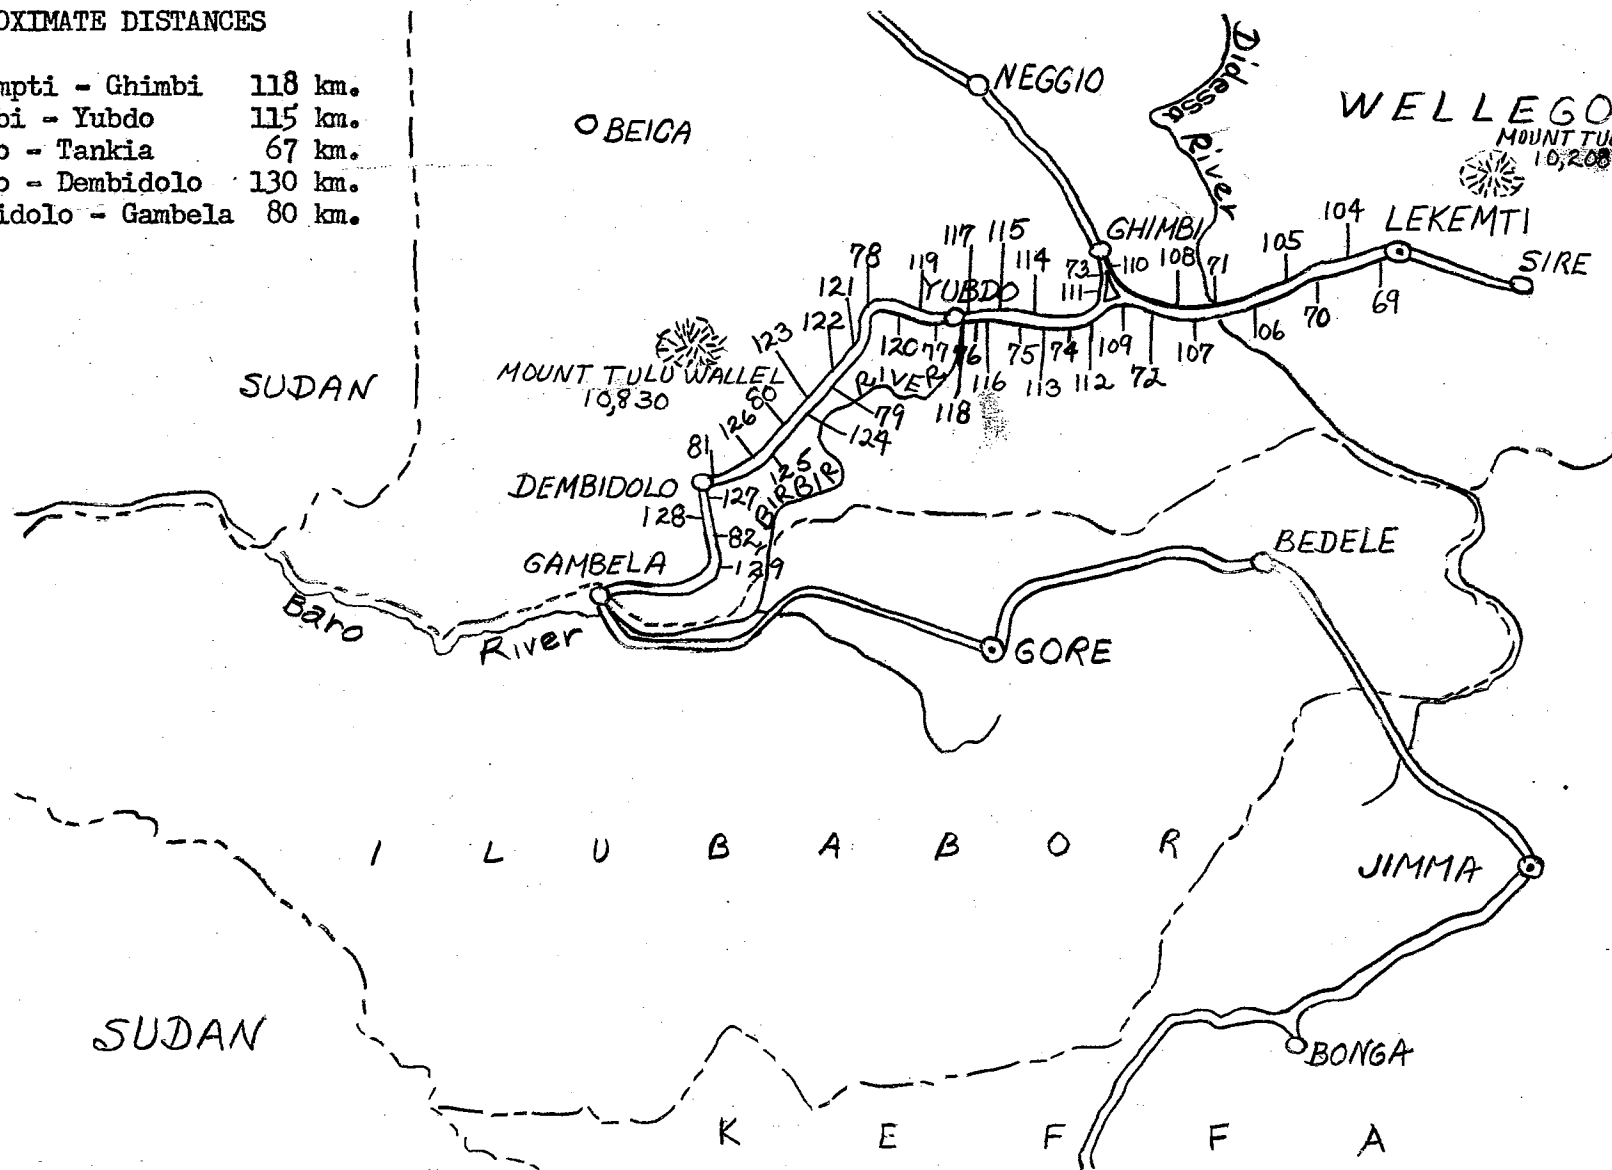 OXIMATE DISTANCES
mpti - Ghimbi 118 km.
bi - Yubdo 115 km.
o - Tankia 67 km.
o - Dembidolo 130 km.
idolo - Gambela 80 km.
NEGGIO
Didessa River
WELLEGO
MOUNT TU
10,208
BEICA
GHIMBI
104
LEKEMTI
105
SIRE
117 115
78
119
114
73 110 108 71
111
YUBDO
121
69
70
06
122
123
120 77 76 75 74 109 107
116 113 112 72
118
MOUNT TULU WALLEL
10,830
SUDAN
80
79
124
126
81
125
BIRBIR RIVER
DEMBIDOLO
127
128
82
129
GAMBELA
BEDELE
Baro River
GORE
ILUBABOR
JIMMA
SUDAN
BONGA
KEFFA